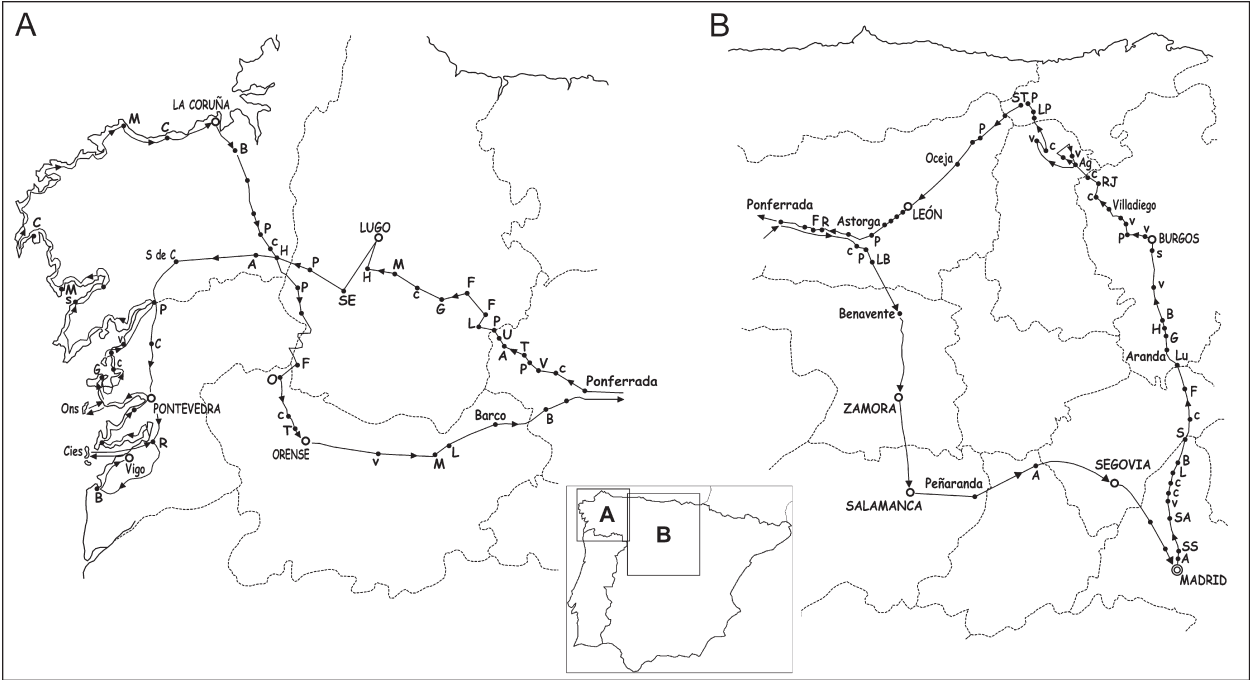 A
B
LA CORUÑA
M
C
B
C
P
c
H
S de C
A
P
P
LUGO
H
M
c
G
F
F
SE
L
P
U
A
T
P
V
c
Ponferrada
M
s
P
v
G
c
C
Ons
PONTEVEDRA
Cies
R
Vigo
B
F
O
c
T
ORENSE
v
M
L
Barco
B
A
B
ST
P
LP
P
v
c
v
Ag
c
RJ
c
Villadiego
v
P
v
BURGOS
s
Oceja
LEÓN
Ponferrada
F
R
Astorga
P
c
P
LB
Benavente
v
B
H
G
Aranda
Lu
F
c
S
ZAMORA
SALAMANCA
Peñaranda
A
SEGOVIA
B
L
c
C
v
SA
SS
A
MADRID